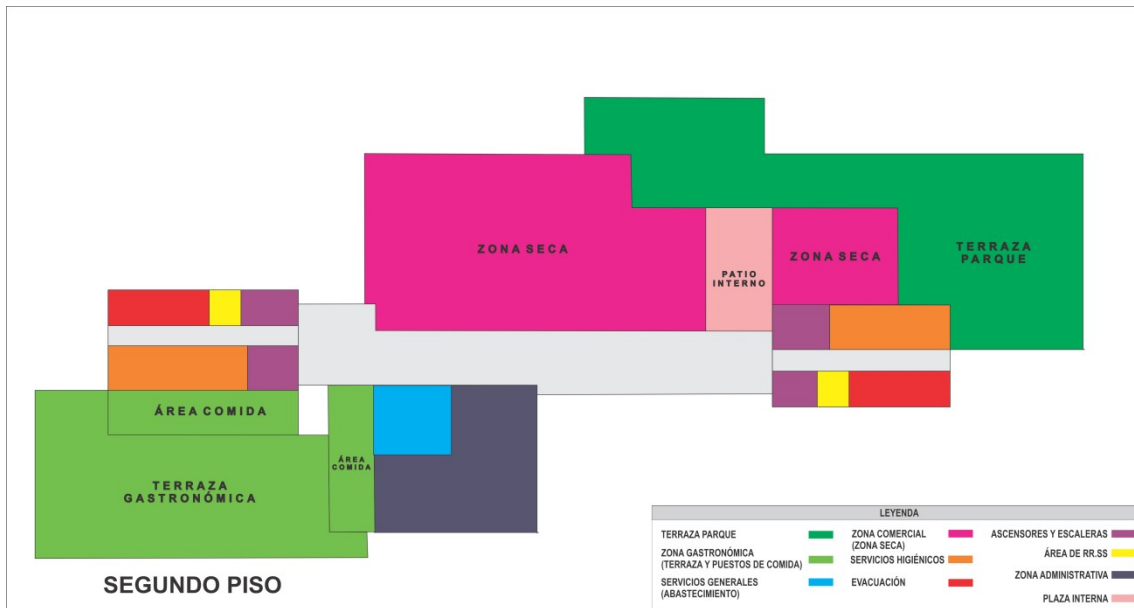 ZONA SECA
PATIO
INTERNO
ZONA SECA
TERRAZA
PARQUE
ÁREA COMIDA
ÁREA
COMIDA
TERRAZA
GASTRONÓMICA
SEGUNDO PISO
LEYENDA
TERRAZA PARQUE
ZONA GASTRONÓMICA
(TERRAZA Y PUESTOS DE COMIDA)
SERVICIOS GENERALES
(ABASTECIMIENTO)
ZONA COMERCIAL
(ZONA SECA)
SERVICIOS HIGIÉNICOS
EVACUACIÓN
ASCENSORES Y ESCALERAS
ÁREA DE RR.SS
ZONA ADMINISTRATIVA
PLAZA INTERNA